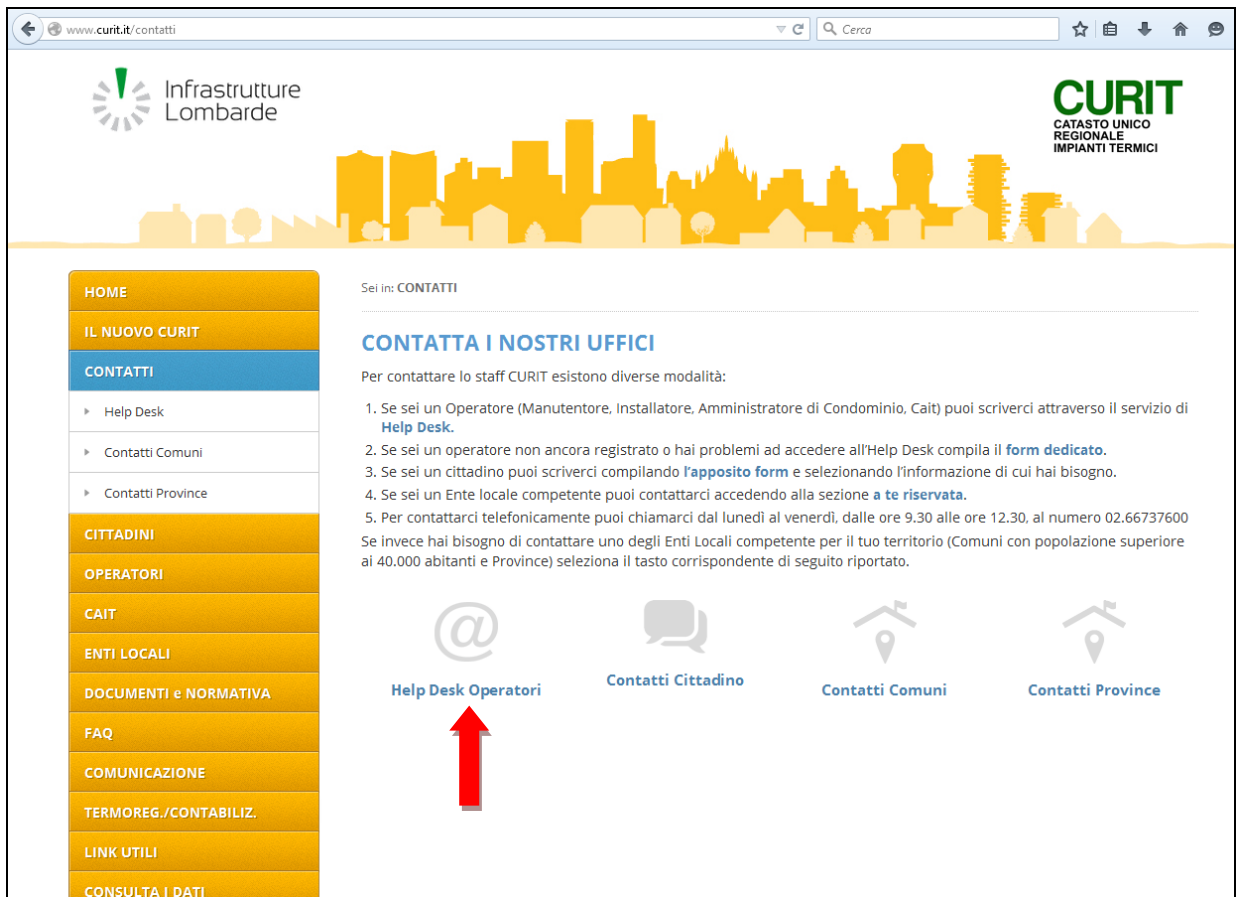 www.curit.it/contatti
Cerca
Infrastrutture
Lombarde
CURIT
CATASTO UNICO
REGIONALE
IMPIANTI TERMICI
HOME
IL NUOVO CURIT
CONTATTI
Help Desk
Contatti Comuni
Contatti Province
CITTADINI
OPERATORI
CAIT
ENTI LOCALI
DOCUMENTI e NORMATIVA
FAQ
COMUNICAZIONE
TERMOREG./CONTABILIZ.
LINK UTILI
CONSULTA I DATI
Sei in: CONTATTI
CONTATTA I NOSTRI UFFICI
Per contattare lo staff CURIT esistono diverse modalità:
1. Se sei un Operatore (Manutentore, Installatore, Amministratore di Condominio, Cait) puoi scriverci attraverso il servizio di
Help Desk.
2. Se sei un operatore non ancora registrato o hai problemi ad accedere all'Help Desk compila il form dedicato.
3. Se sei un cittadino puoi scriverci compilando l'apposito form e selezionando l'informazione di cui hai bisogno.
4. Se sei un Ente locale competente puoi contattarci accedendo alla sezione a te riservata.
5. Per contattarci telefonicamente puoi chiamarci dal lunedì al venerdì, dalle ore 9.30 alle ore 12.30, al numero 02.66737600
Se invece hai bisogno di contattare uno degli Enti Locali competente per il tuo territorio (Comuni con popolazione superiore
ai 40.000 abitanti e Province) seleziona il tasto corrispondente di seguito riportato.
@
Help Desk Operatori
Contatti Cittadino
Contatti Comuni
Contatti Province